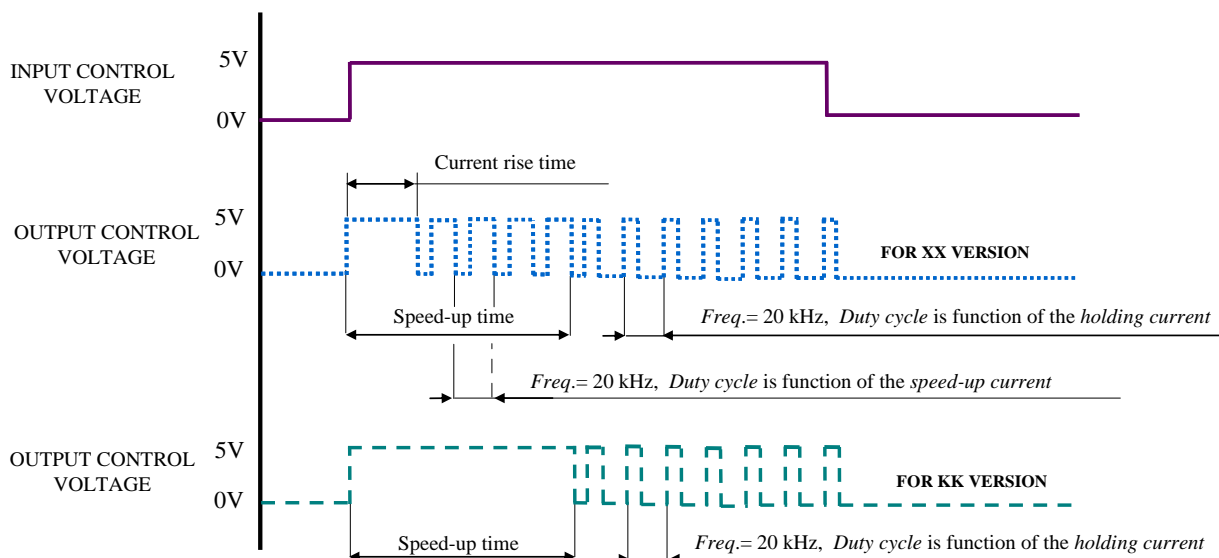 5V
INPUT CONTROL
VOLTAGE
0V
Current rise time
5V
OUTPUT CONTROL
VOLTAGE
0V
FOR XX VERSION
Speed-up time
Freq.= 20 kHz, Duty cycle is function of the holding current
Freq.= 20 kHz, Duty cycle is function of the speed-up current
5V
OUTPUT CONTROL
VOLTAGE
0V
FOR KK VERSION
Speed-up time
Freq.= 20 kHz, Duty cycle is function of the holding current